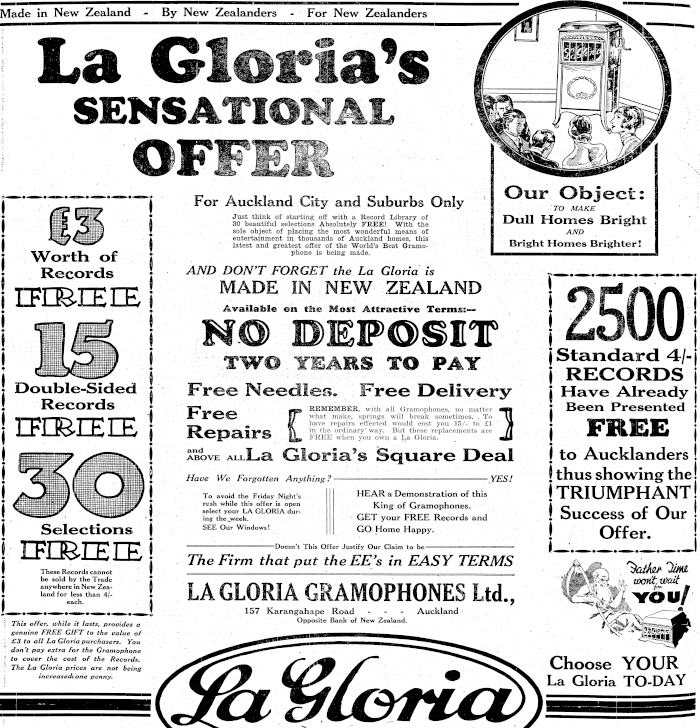 Made in New Zealand - By New Zealanders - For New Zealanders
La Gloria's
SENSATIONAL
OFFER
Our Object:
TO MAKE
Dull Homes Bright
AND
Bright Homes Brighter!
£3
Worth of
Records
FREE
15
Double-Sided
Records
FREE
30
Selections
FREE
These Records cannot
be sold by the Trade
anywhere in New Zea-
land for less than 4/-
each.
This offer, while it lasts, provides a
genuine FREE GIFT to the value of
£3 to all La Gloria purchasers. You
don't pay extra for the Gramophone
to cover the cost of the Records.
The La Gloria prices are not being
increased one penny.
For Auckland City and Suburbs Only
Just think of starting off with a Record Library of
30 beautiful selections Absolutely FREE! With the
sole object of placing the most wonderful means of
entertainment in thousands of Auckland homes, this
latest and greatest offer of the World's Best Gramo-
phone is being made.
AND DON'T FORGET the La Gloria is
MADE IN NEW ZEALAND
Available on the Most Attractive Terms:—
NO DEPOSIT
TWO YEARS TO PAY
Free Needles. Free Delivery
Free
Repairs
REMEMBER, with all Gramophones, no matter
what make, springs will break sometimes. To
have repairs effected would cost you 15/- to £1
in the ordinary way. But these replacements are
FREE when you own a La Gloria.
and
ABOVE ALL La Gloria's Square Deal
Have We Forgotten Anything? YES!
To avoid the Friday Night's
rush while this offer is open
select your LA GLORIA dur-
ing the week.
SEE Our Windows!
HEAR a Demonstration of this
King of Gramophones.
GET your FREE Records and
GO Home Happy.
Doesn't This Offer Justify Our Claim to be
The Firm that put the EE's in EASY TERMS
LA GLORIA GRAMOPHONES Ltd.,
157 Karangahape Road - - - Auckland
Opposite Bank of New Zealand.
La Gloria
2500
Standard 4/-
RECORDS
Have Already
Been Presented
FREE
to Aucklanders
thus showing the
TRIUMPHANT
Success of Our
Offer.
Father Time
won't wait
for
YOU!
Choose YOUR
La Gloria TO-DAY